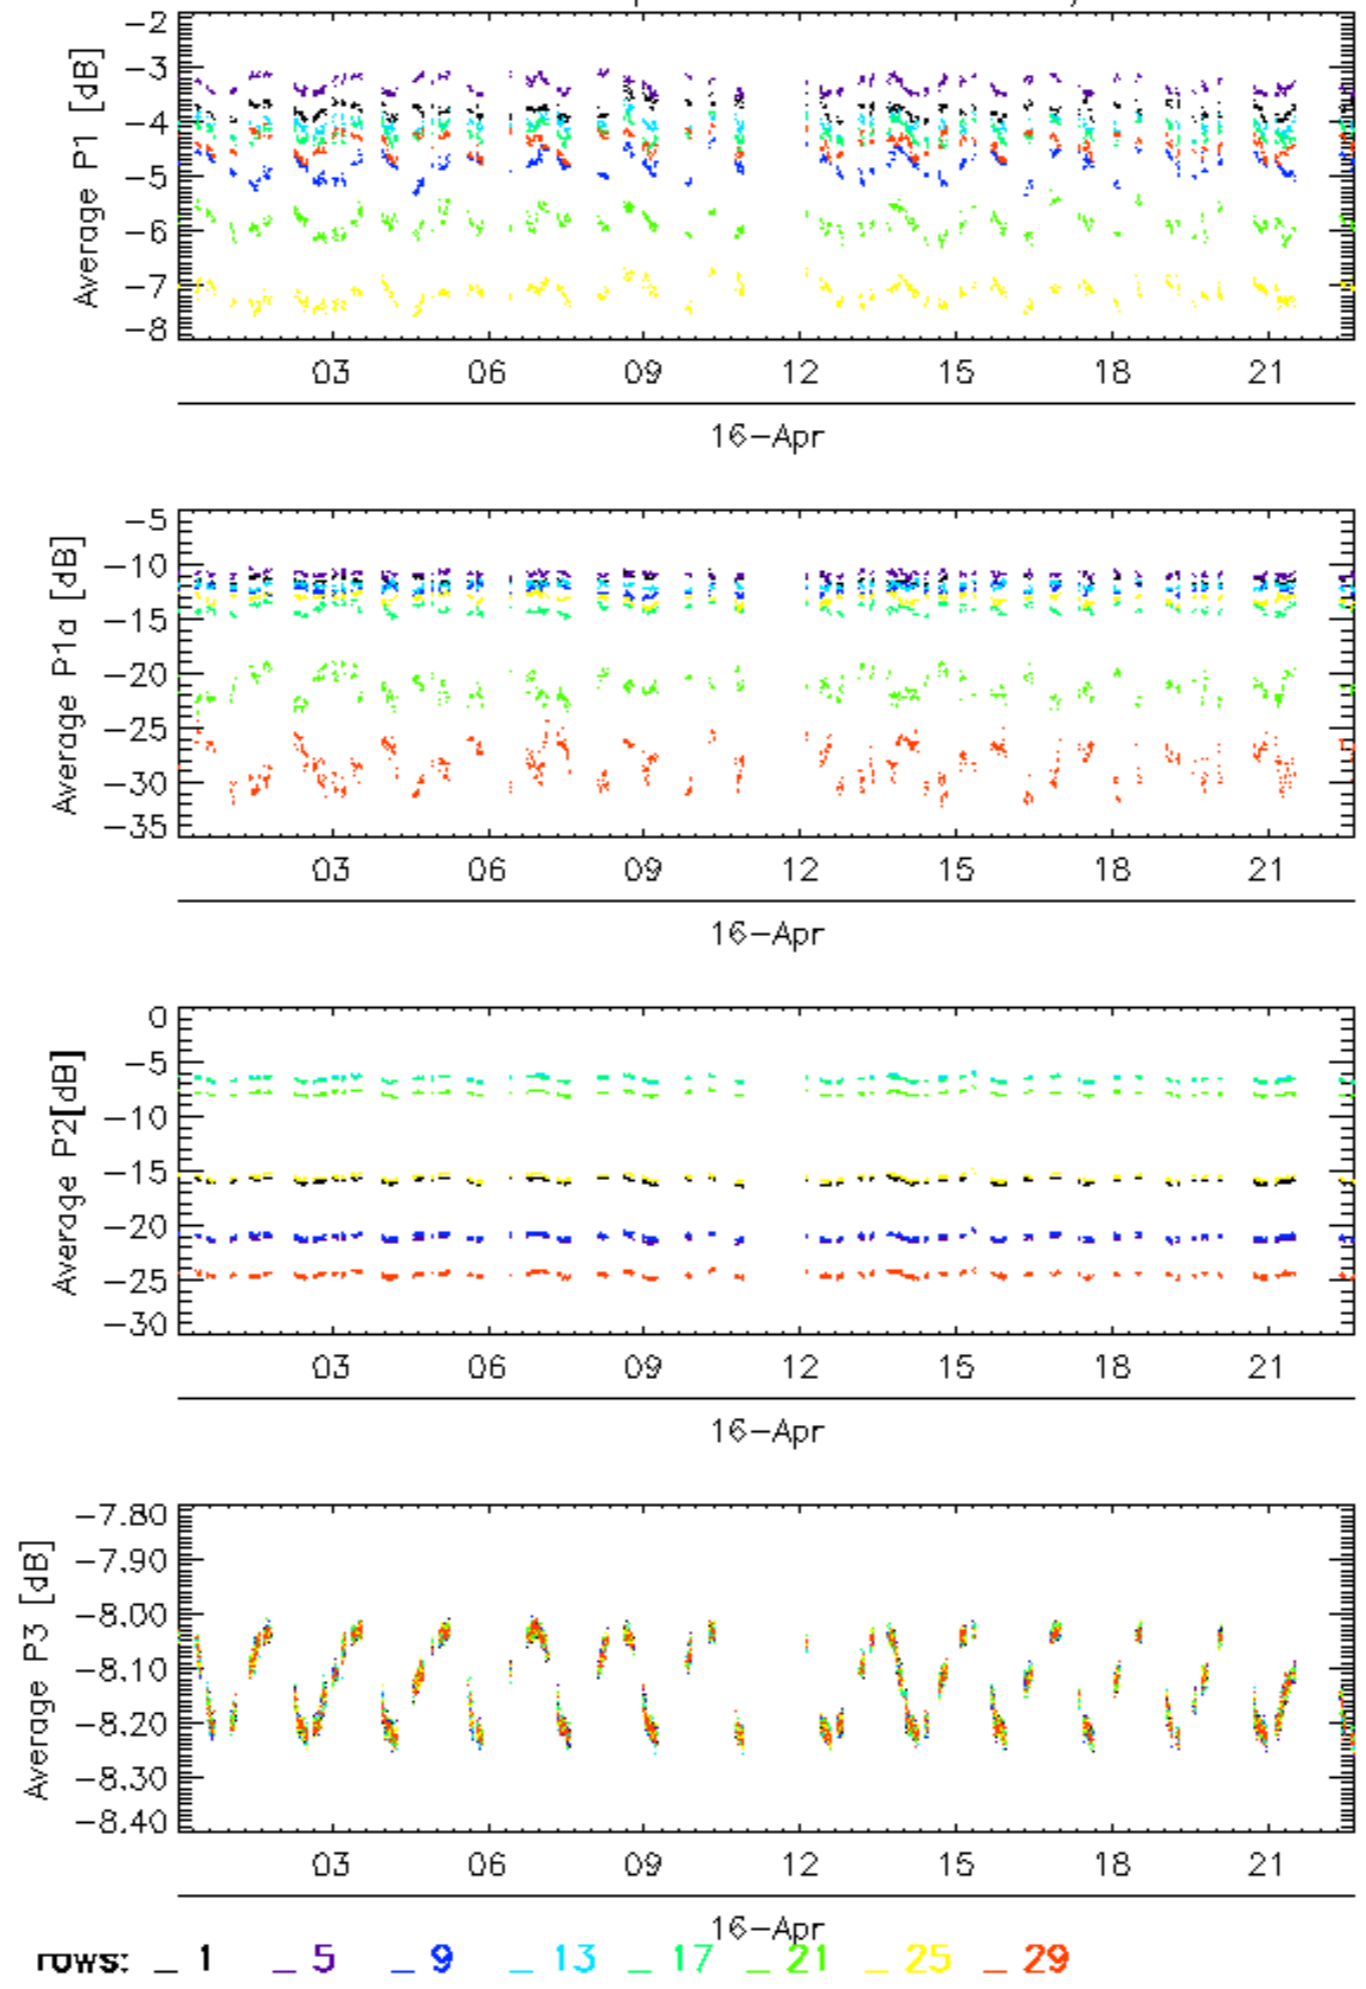 -2
-3
-4
-5
-6
-7
-8
Average P1 [dB]
03 06 09 12 15 18 21
16-Apr
-5
-10
-15
-20
-25
-30
-35
Average P1a [dB]
03 06 09 12 15 18 21
16-Apr
0
-5
-10
-15
-20
-25
-30
Average P2[dB]
03 06 09 12 15 18 21
16-Apr
-7.80
-7.90
-8.00
-8.10
-8.20
-8.30
-8.40
Average P3 [dB]
03 06 09 12 15 18 21
16-Apr
rows: _ 1 _ 5 _ 9 _ 13 _ 17 _ 21 _ 25 _ 29